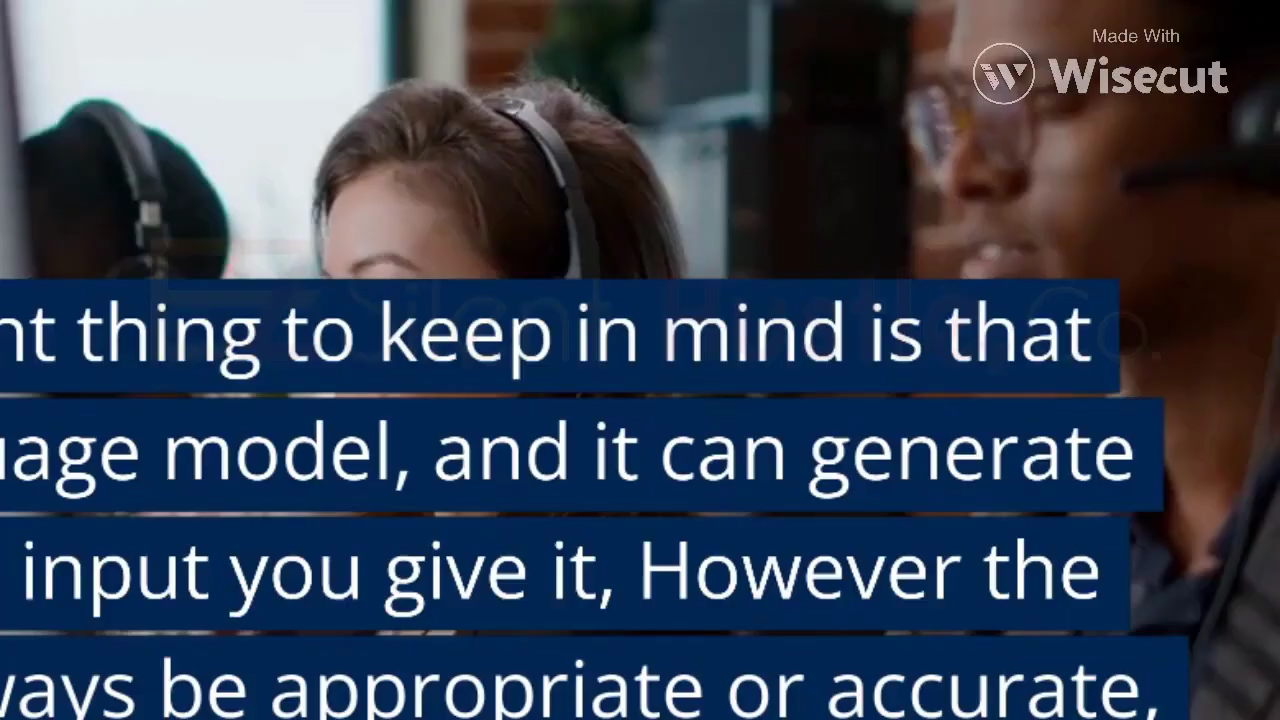 Made With
Wisecut
nt thing to keep in mind is that
uage model, and it can generate
input you give it, However the
ways be appropriate or accurate,